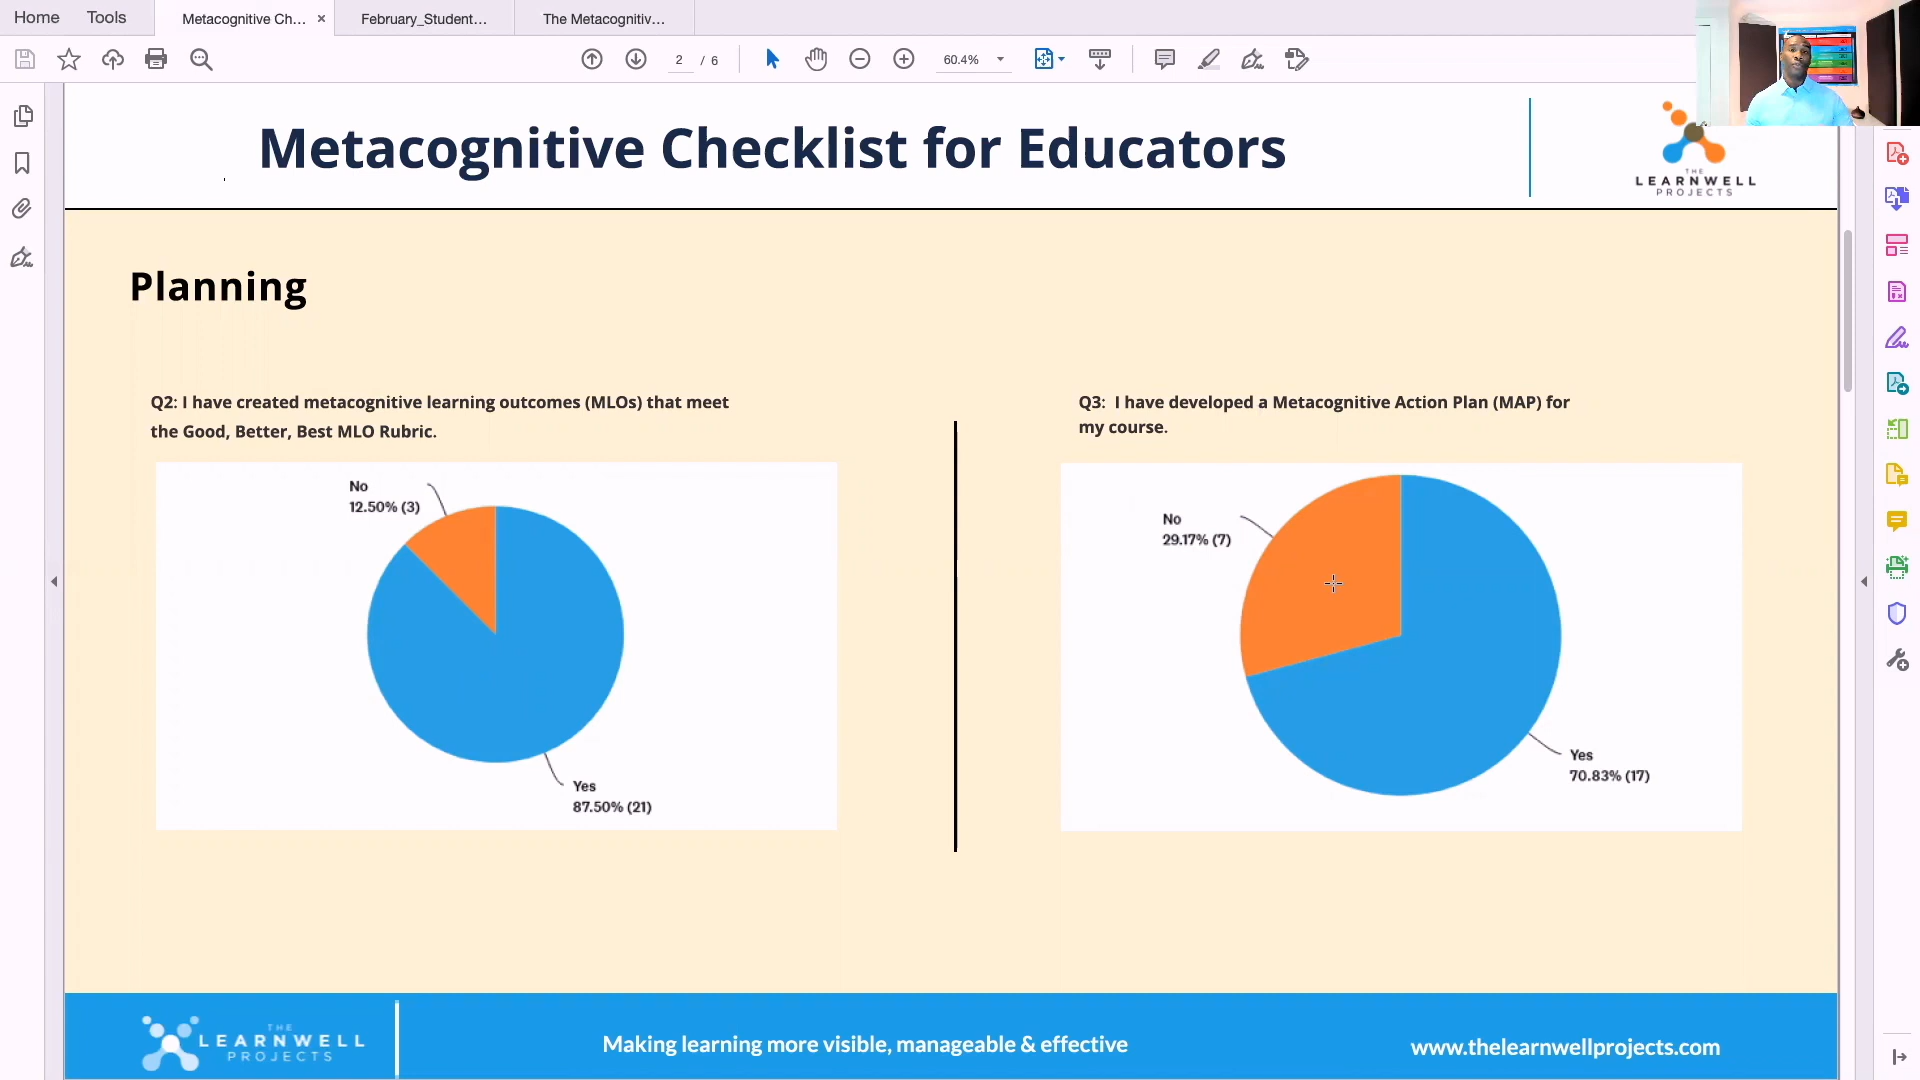 Home
Tools
Metacognitive Ch...
February_Student...
The Metacognitiv...
2 / 6
60.4%
Metacognitive Checklist for Educators
THE
LEARNWELL
PROJECTS
Planning
Q2: I have created metacognitive learning outcomes (MLOs) that meet
the Good, Better, Best MLO Rubric.
No
12.50% (3)
Yes
87.50% (21)
Q3: I have developed a Metacognitive Action Plan (MAP) for
my course.
No
29.17% (7)
Yes
70.83% (17)
THE
LEARNWELL
PROJECTS
Making learning more visible, manageable & effective
www.thelearnwellprojects.com